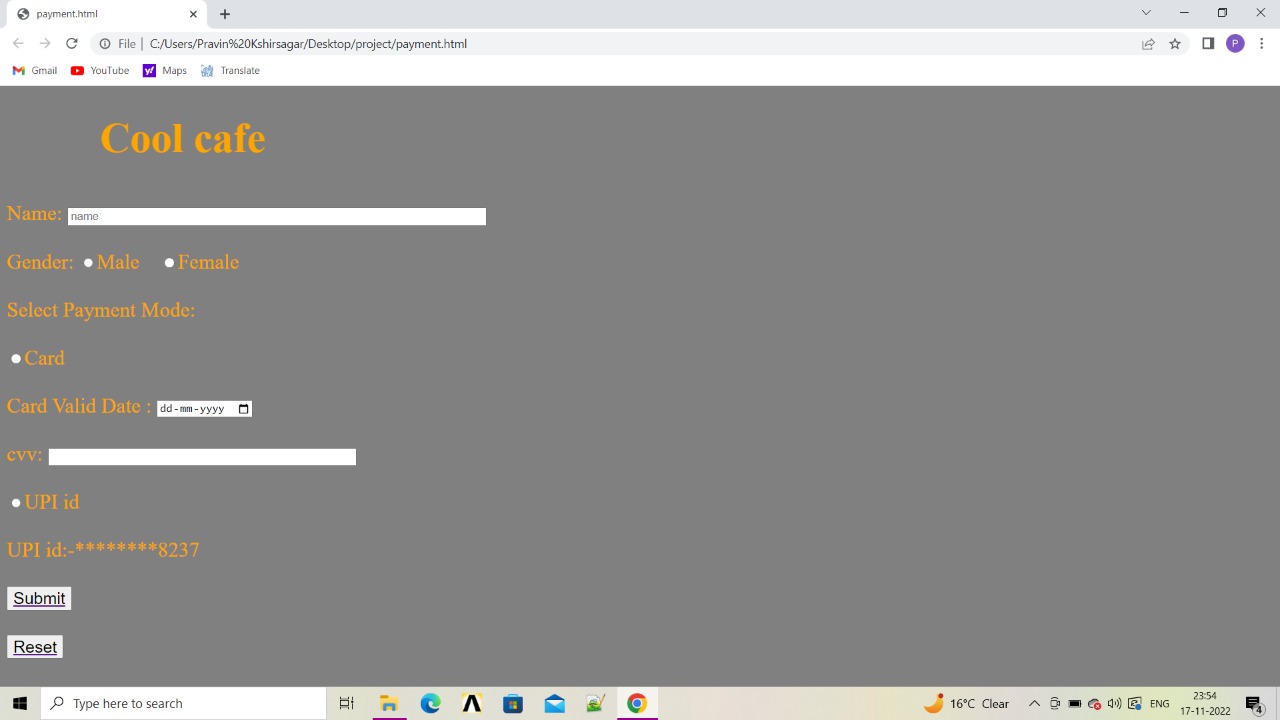 payment.html
File | C:/Users/Pravin%20Kshirsagar/Desktop/project/payment.html
P
Gmail YouTube Maps Translate
Cool cafe
Name: name
Gender: Male Female
Select Payment Mode:
Card
Card Valid Date : dd-mm-yyyy
cvv:
UPI id
UPI id:-********8237
Submit
Reset
Type here to search
16°C Clear
ENG
23:54
17-11-2022
4